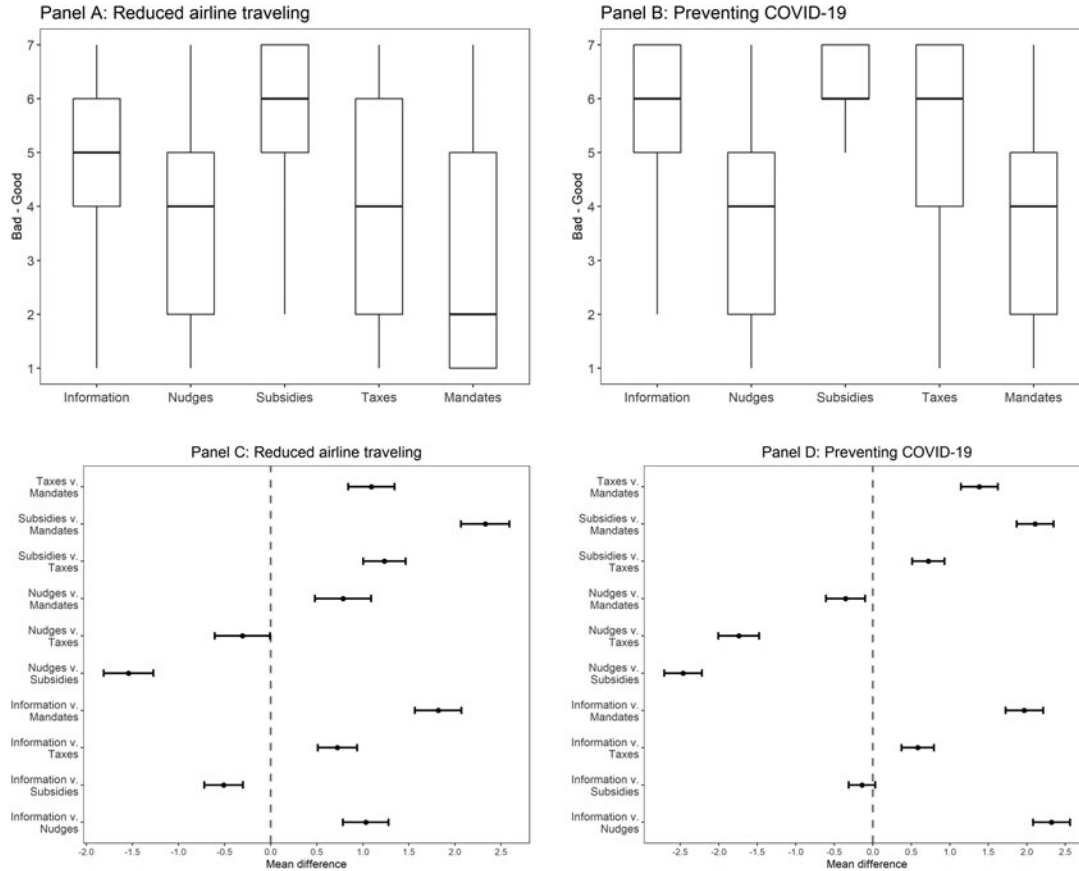 Panel A: Reduced airline traveling
7
6
5
4
3
2
1
Bad - Good
Information Nudges Subsidies Taxes Mandates
Panel B: Preventing COVID-19
7
6
5
4
3
2
1
Bad - Good
Information Nudges Subsidies Taxes Mandates
Panel C: Reduced airline traveling
Taxes v.
Mandates
Subsidies v.
Mandates
Subsidies v.
Taxes
Nudges v.
Mandates
Nudges v.
Taxes
Nudges v.
Subsidies
Information v.
Mandates
Information v.
Taxes
Information v.
Subsidies
Information v.
Nudges
-2.0 -1.5 -1.0 -0.5 0.0 0.5 1.0 1.5 2.0 2.5
Mean difference
Panel D: Preventing COVID-19
Taxes v.
Mandates
Subsidies v.
Mandates
Subsidies v.
Taxes
Nudges v.
Mandates
Nudges v.
Taxes
Nudges v.
Subsidies
Information v.
Mandates
Information v.
Taxes
Information v.
Subsidies
Information v.
Nudges
-2.5 -2.0 -1.5 -1.0 -0.5 0.0 0.5 1.0 1.5 2.0 2.5
Mean difference